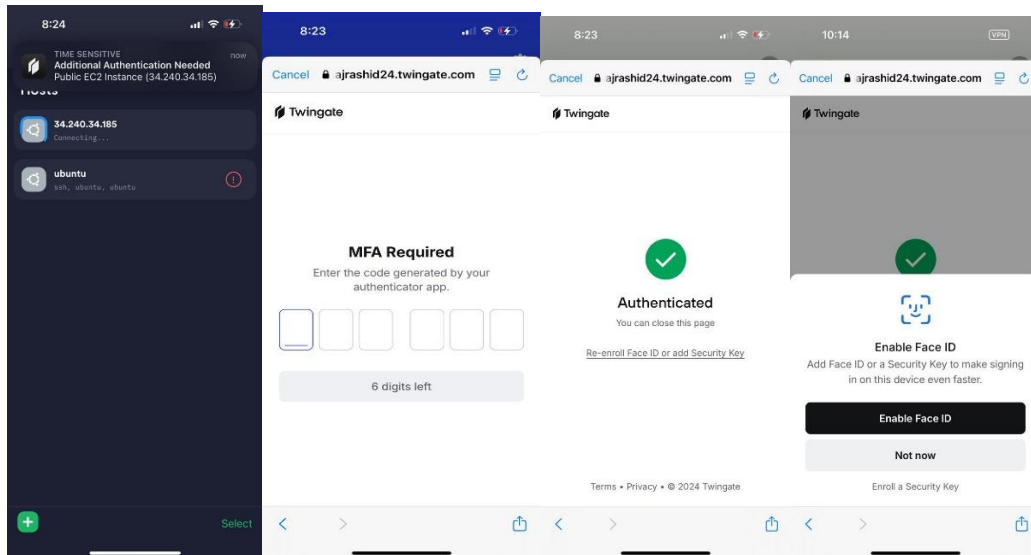 8:24
TIME SENSITIVE
now
Additional Authentication Needed
Public EC2 Instance (34.240.34.185)
Hosts
34.240.34.185
Connecting...
ubuntu
ssh, ubuntu, ubuntu
Select
8:23
Cancel ajrashid24.twingate.com
Twingate
MFA Required
Enter the code generated by your
authenticator app.
6 digits left
8:23
Cancel ajrashid24.twingate.com
Twingate
Authenticated
You can close this page
Re-enroll Face ID or add Security Key
Terms • Privacy • © 2024 Twingate
10:14 VPN
Cancel ajrashid24.twingate.com
Twingate
Enable Face ID
Add Face ID or a Security Key to make signing
in on this device even faster.
Enable Face ID
Not now
Enroll a Security Key